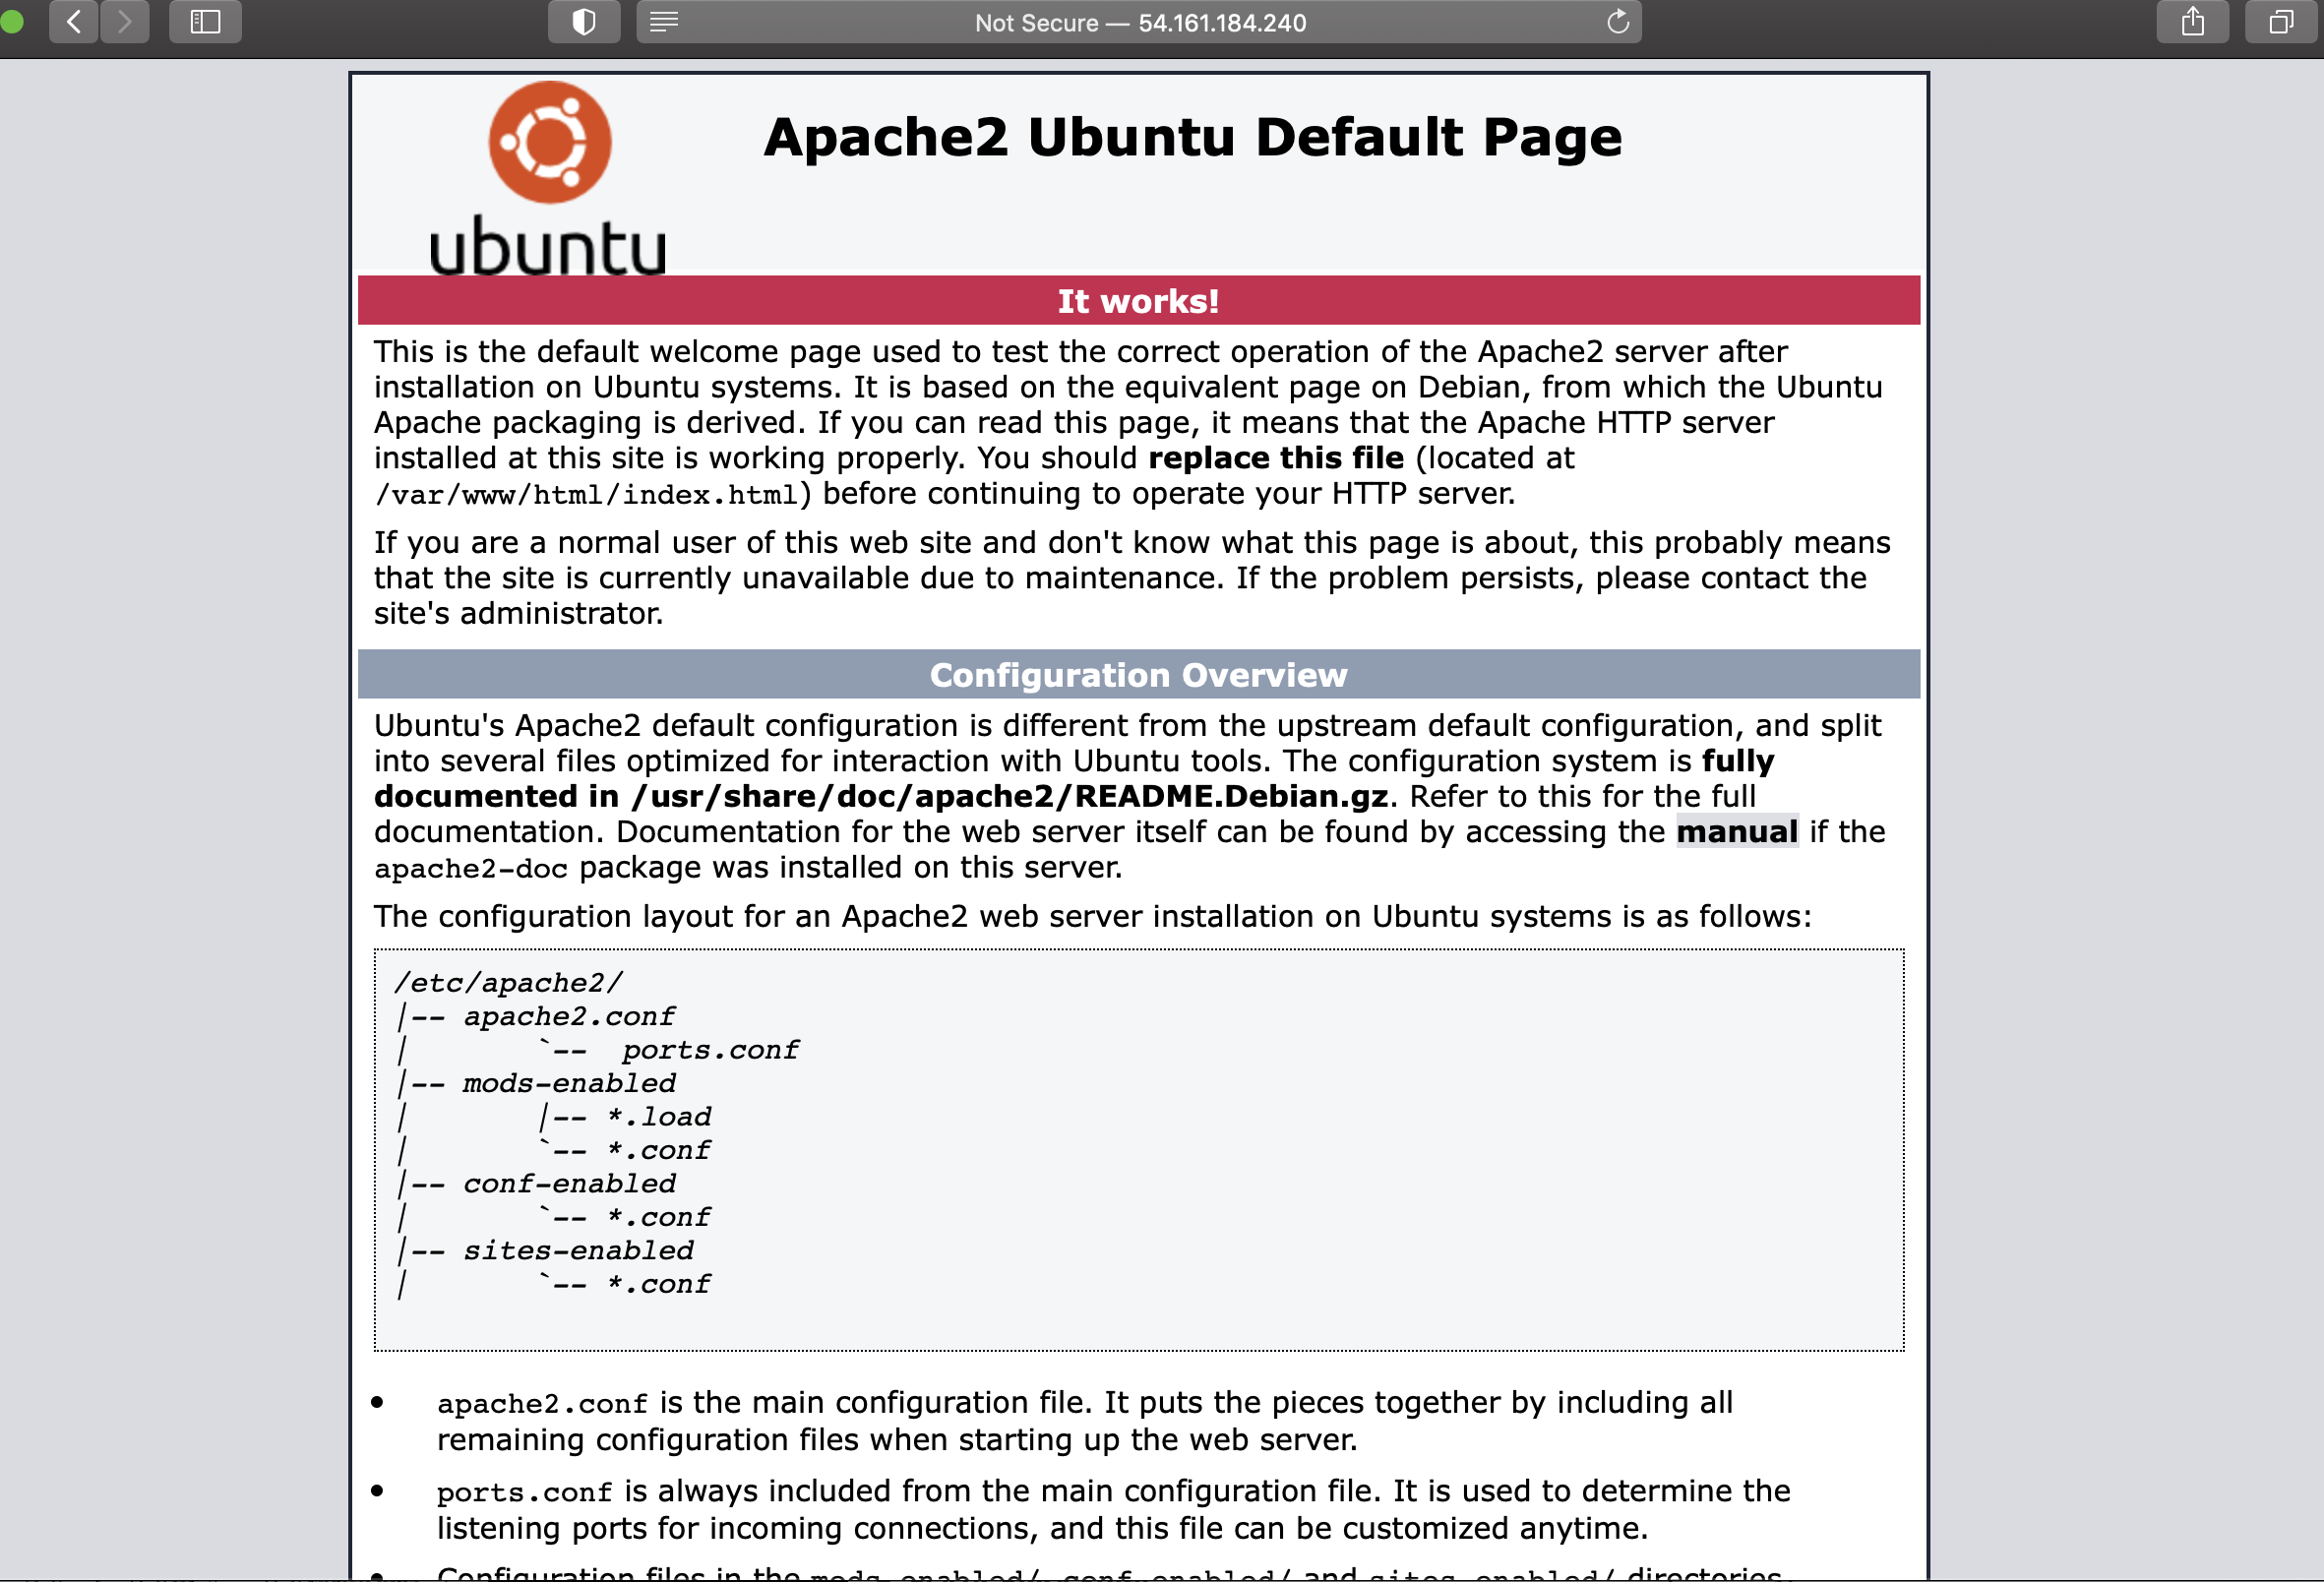 Not Secure — 54.161.184.240
ubuntu
Apache2 Ubuntu Default Page
It works!
This is the default welcome page used to test the correct operation of the Apache2 server after
installation on Ubuntu systems. It is based on the equivalent page on Debian, from which the Ubuntu
Apache packaging is derived. If you can read this page, it means that the Apache HTTP server
installed at this site is working properly. You should replace this file (located at
/var/www/html/index.html) before continuing to operate your HTTP server.
If you are a normal user of this web site and don't know what this page is about, this probably means
that the site is currently unavailable due to maintenance. If the problem persists, please contact the
site's administrator.
Configuration Overview
Ubuntu's Apache2 default configuration is different from the upstream default configuration, and split
into several files optimized for interaction with Ubuntu tools. The configuration system is fully
documented in /usr/share/doc/apache2/README.Debian.gz. Refer to this for the full
documentation. Documentation for the web server itself can be found by accessing the manual if the
apache2-doc package was installed on this server.
The configuration layout for an Apache2 web server installation on Ubuntu systems is as follows:
/etc/apache2/
|-- apache2.conf
|       `--  ports.conf
|-- mods-enabled
|       |-- *.load
|       `-- *.conf
|-- conf-enabled
|       `-- *.conf
|-- sites-enabled
|       `-- *.conf
• apache2.conf is the main configuration file. It puts the pieces together by including all
remaining configuration files when starting up the web server.
• ports.conf is always included from the main configuration file. It is used to determine the
listening ports for incoming connections, and this file can be customized anytime.
• Configuration files in the mods-enabled/, conf-enabled/ and sites-enabled/ directories